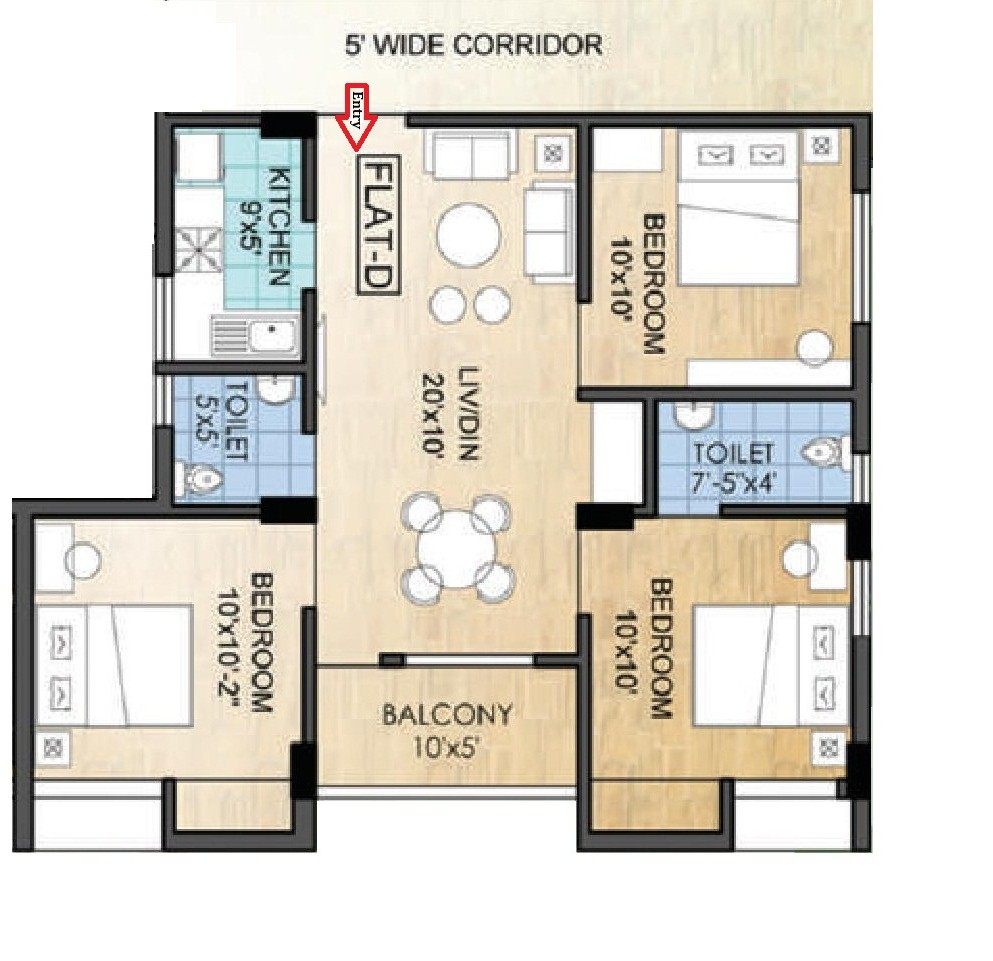 5' WIDE CORRIDOR
Entry
FLAT-D
KITCHEN
9'x5'
BEDROOM
10'x10'
LIV/DIN
20'x10'
TOILET
5'x5'
TOILET
7'-5"x4'
BEDROOM
10'x10'-2"
BEDROOM
10'x10'
BALCONY
10'x5'